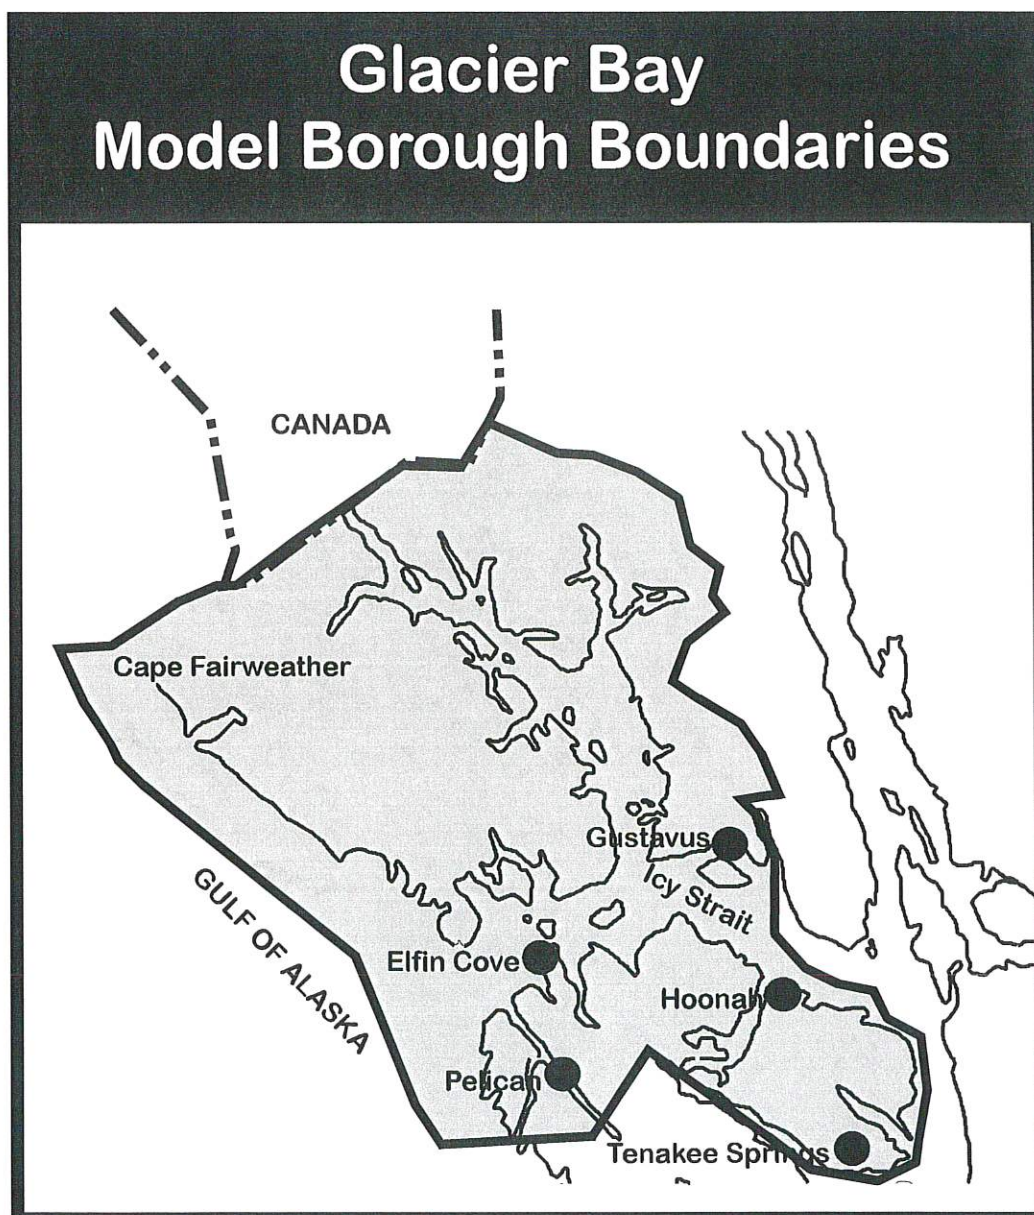 Glacier Bay
Model Borough Boundaries
CANADA
Cape Fairweather
Gustavus
Icy Strait
GULF OF ALASKA
Elfin Cove
Hoonah
Pelican
Tenakee Springs